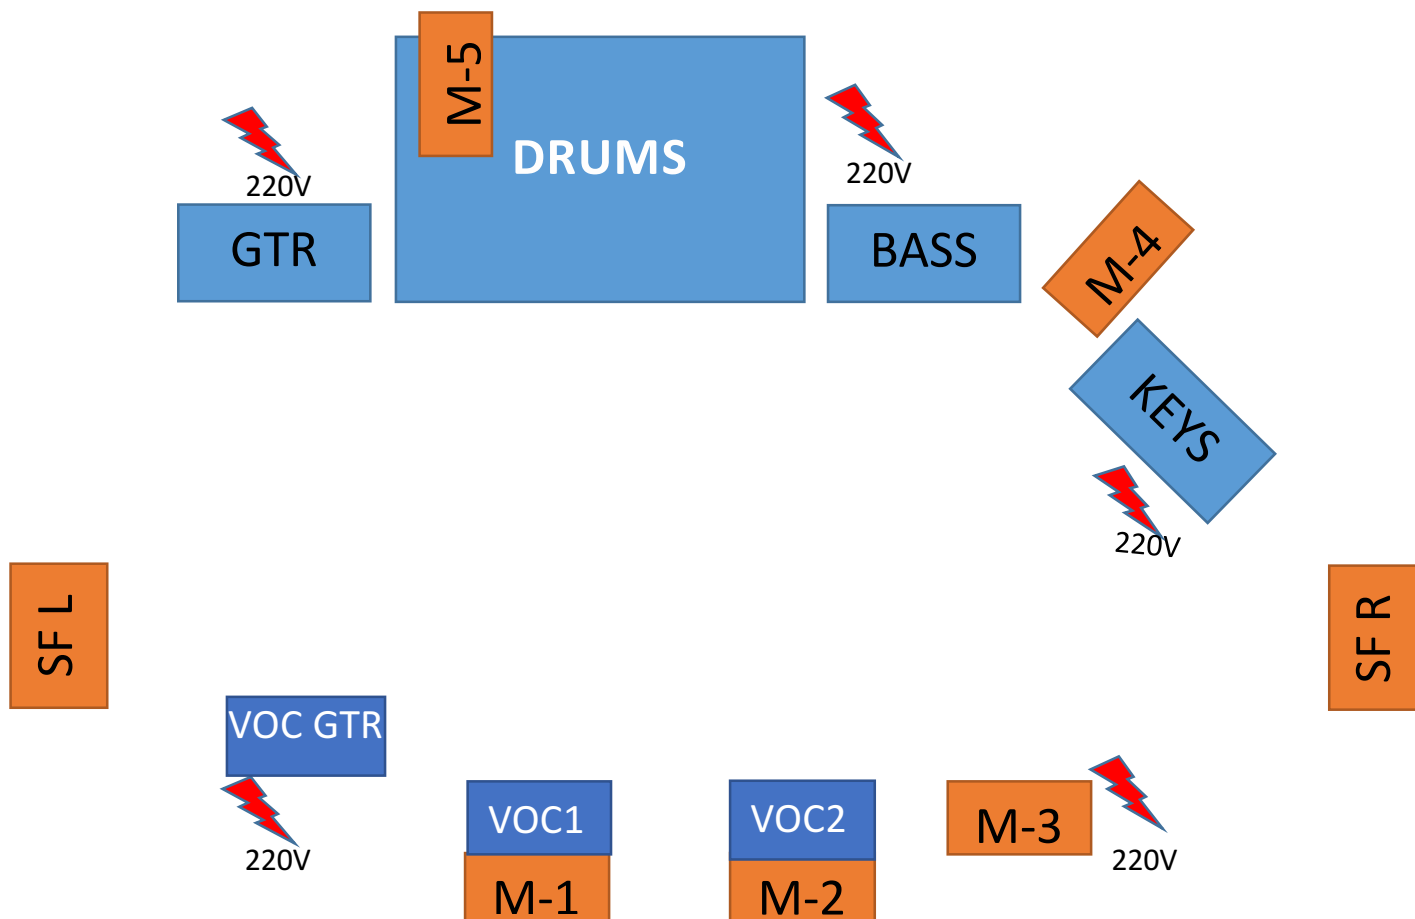 M-5
DRUMS
220V
220V
GTR
BASS
M-4
KEYS
220V
SF L
SF R
VOC GTR
VOC1
VOC2
M-3
220V
220V
M-1
M-2